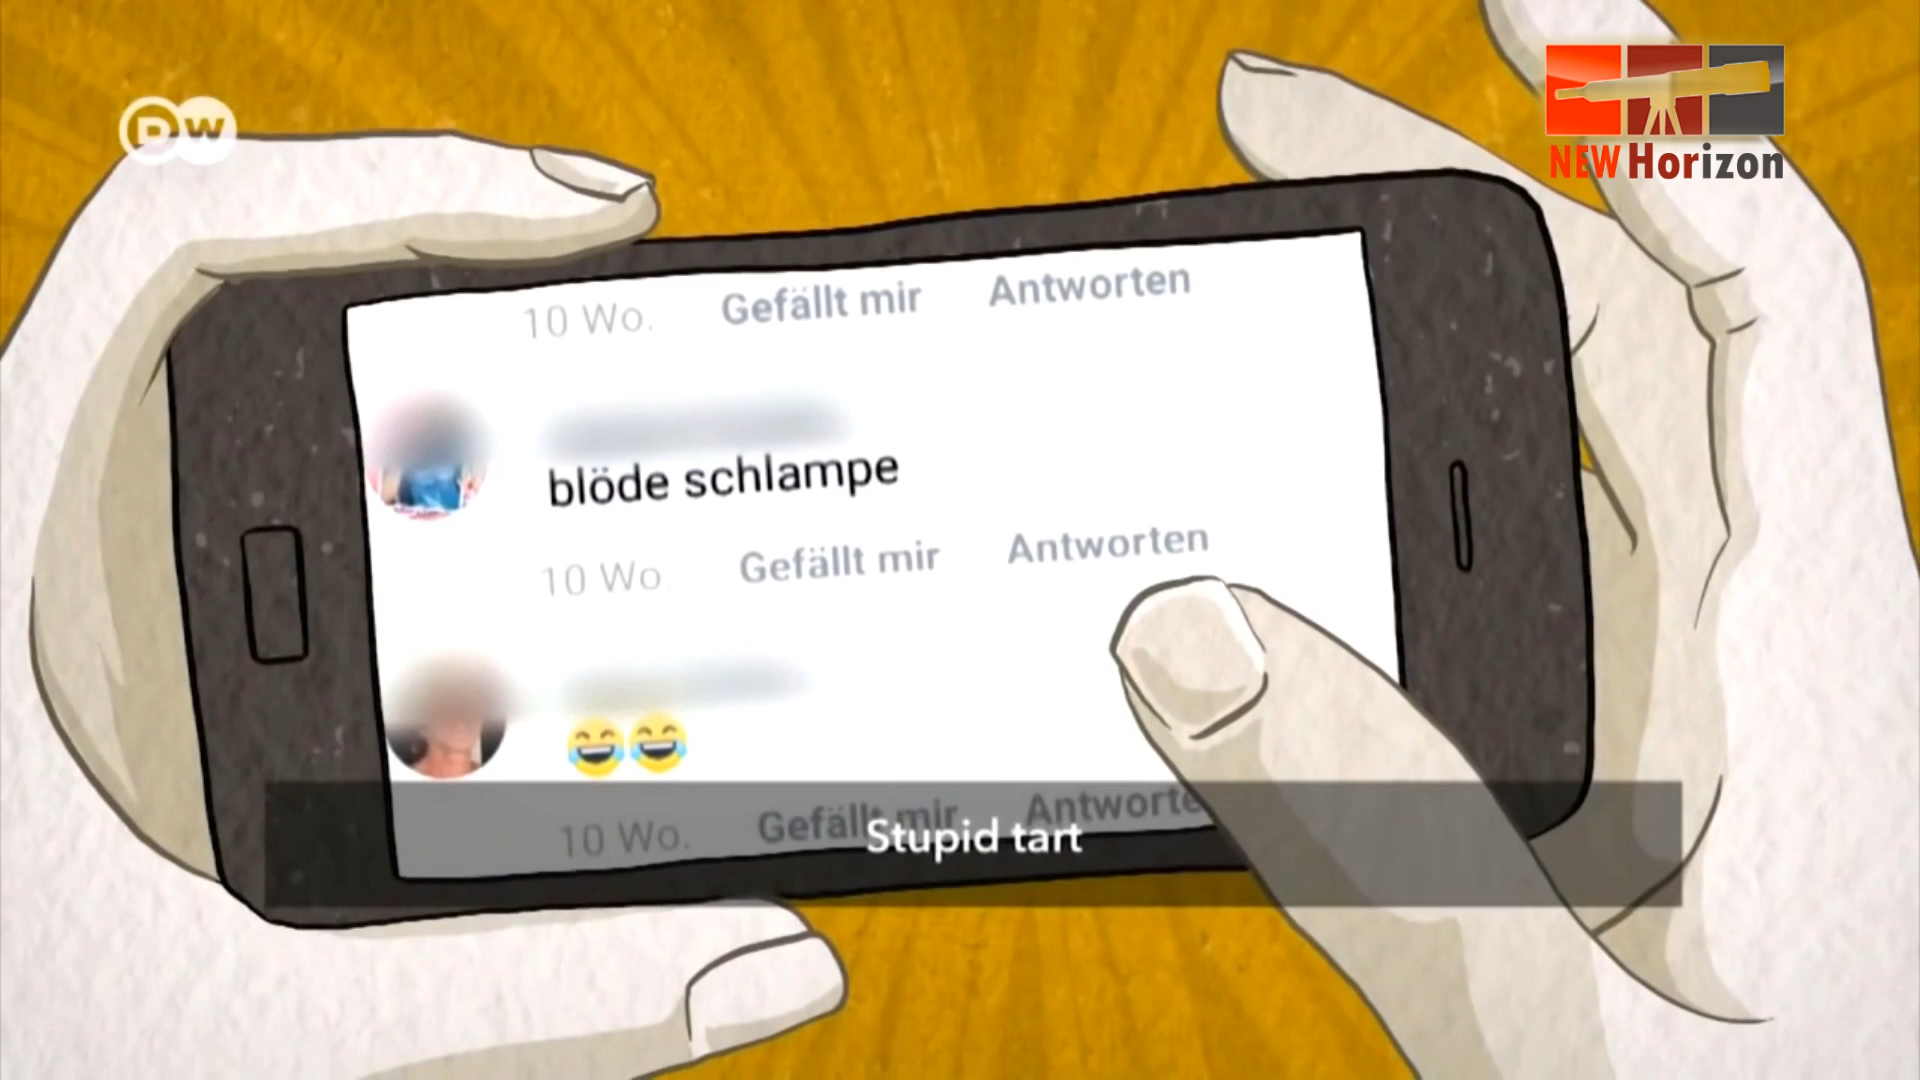 DW
NEW Horizon
10 Wo. Gefällt mir Antworten
blöde schlampe
10 Wo. Gefällt mir Antworten
10 Wo. Gefällt mir Antworte
Stupid tart